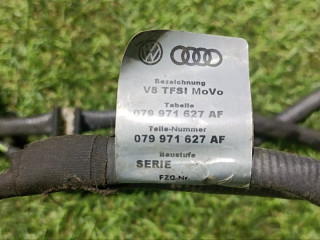 Bezeichnung
V8 TFSI MoVo
Tabelle
079 971 627 AF
Teile-Nummer
079 971 627 AF
Baustufe
SERIE
FZG-Nr.